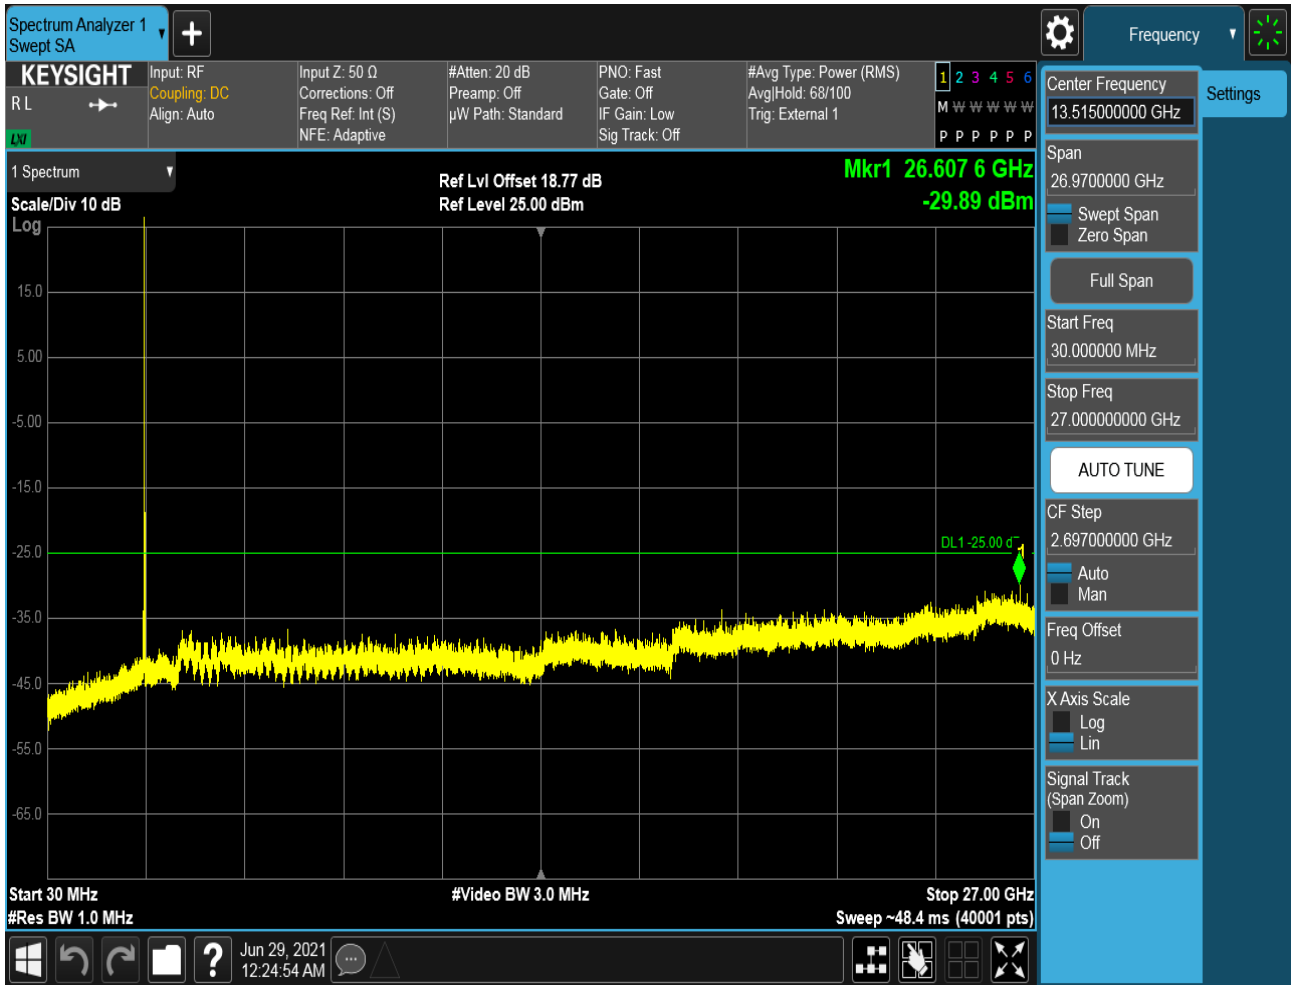 Spectrum Analyzer 1
Swept SA
Frequency
KEYSIGHT
R L
LXI
Input: RF
Coupling: DC
Align: Auto
Input Z: 50 Ω
Corrections: Off
Freq Ref: Int (S)
NFE: Adaptive
#Atten: 20 dB
Preamp: Off
µW Path: Standard
PNO: Fast
Gate: Off
IF Gain: Low
Sig Track: Off
#Avg Type: Power (RMS)
Avg|Hold: 68/100
Trig: External 1
1 2 3 4 5 6
M W W W W W
P P P P P P
1 Spectrum
Scale/Div 10 dB
Log
Ref Lvl Offset 18.77 dB
Ref Level 25.00 dBm
Mkr1 26.607 6 GHz
-29.89 dBm
15.0
5.00
-5.00
-15.0
-25.0
-35.0
-45.0
-55.0
-65.0
DL1 -25.00 d
1
Start 30 MHz
#Res BW 1.0 MHz
#Video BW 3.0 MHz
Stop 27.00 GHz
Sweep ~48.4 ms (40001 pts)
Center Frequency
13.515000000 GHz
Settings
Span
26.9700000 GHz
Swept Span
Zero Span
Full Span
Start Freq
30.000000 MHz
Stop Freq
27.000000000 GHz
AUTO TUNE
CF Step
2.697000000 GHz
Auto
Man
Freq Offset
0 Hz
X Axis Scale
Log
Lin
Signal Track
(Span Zoom)
On
Off
?
Jun 29, 2021
12:24:54 AM